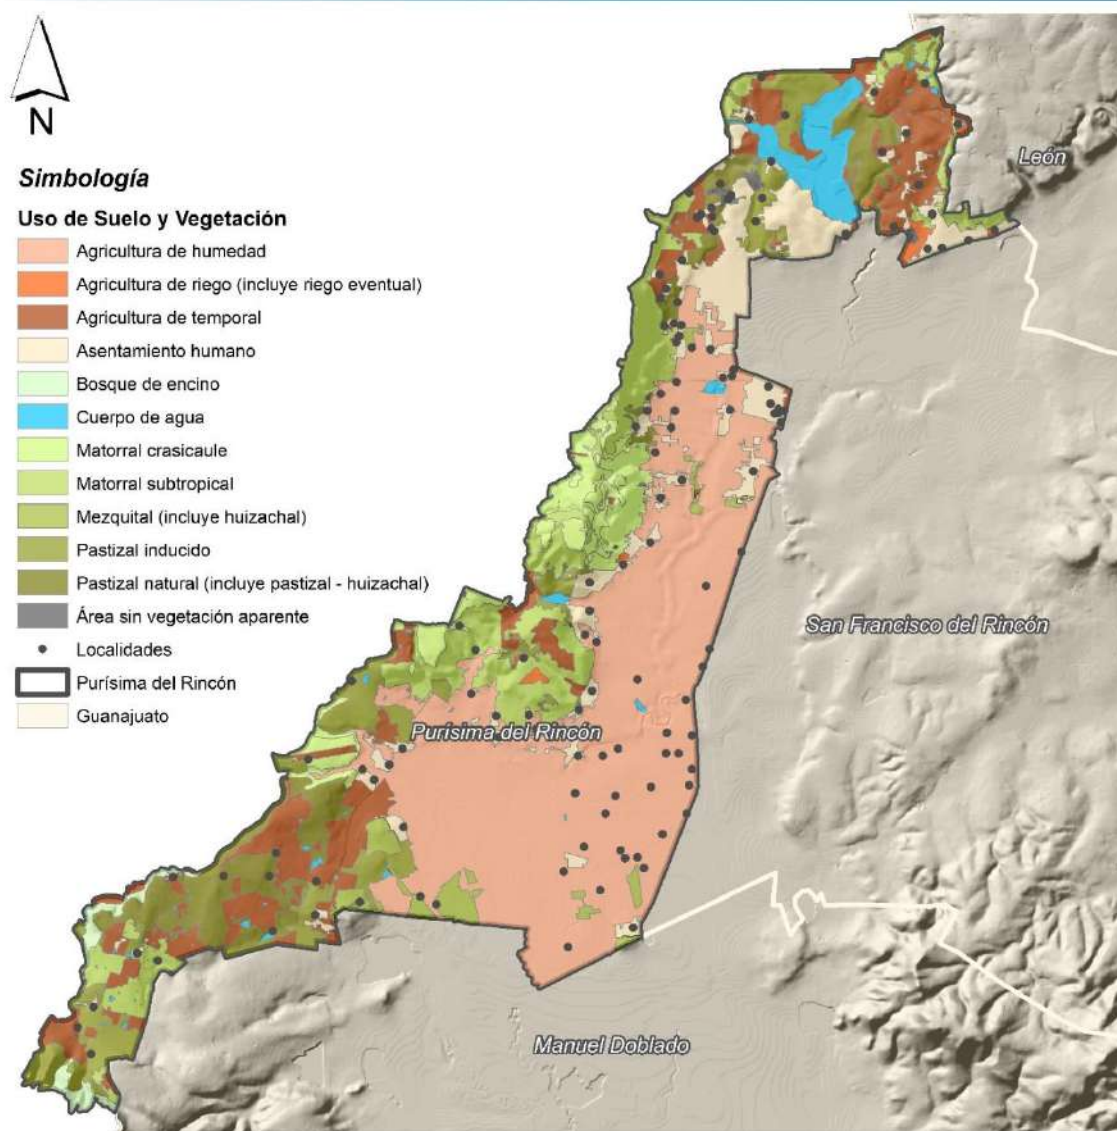 N
Simbología
Uso de Suelo y Vegetación
Agricultura de humedad
Agricultura de riego (incluye riego eventual)
Agricultura de temporal
Asentamiento humano
Bosque de encino
Cuerpo de agua
Matorral crasicaule
Matorral subtropical
Mezquital (incluye huizachal)
Pastizal inducido
Pastizal natural (incluye pastizal - huizachal)
Área sin vegetación aparente
Localidades
Purísima del Rincón
Guanajuato
León
San Francisco del Rincón
Purísima del Rincón
Manuel Doblado